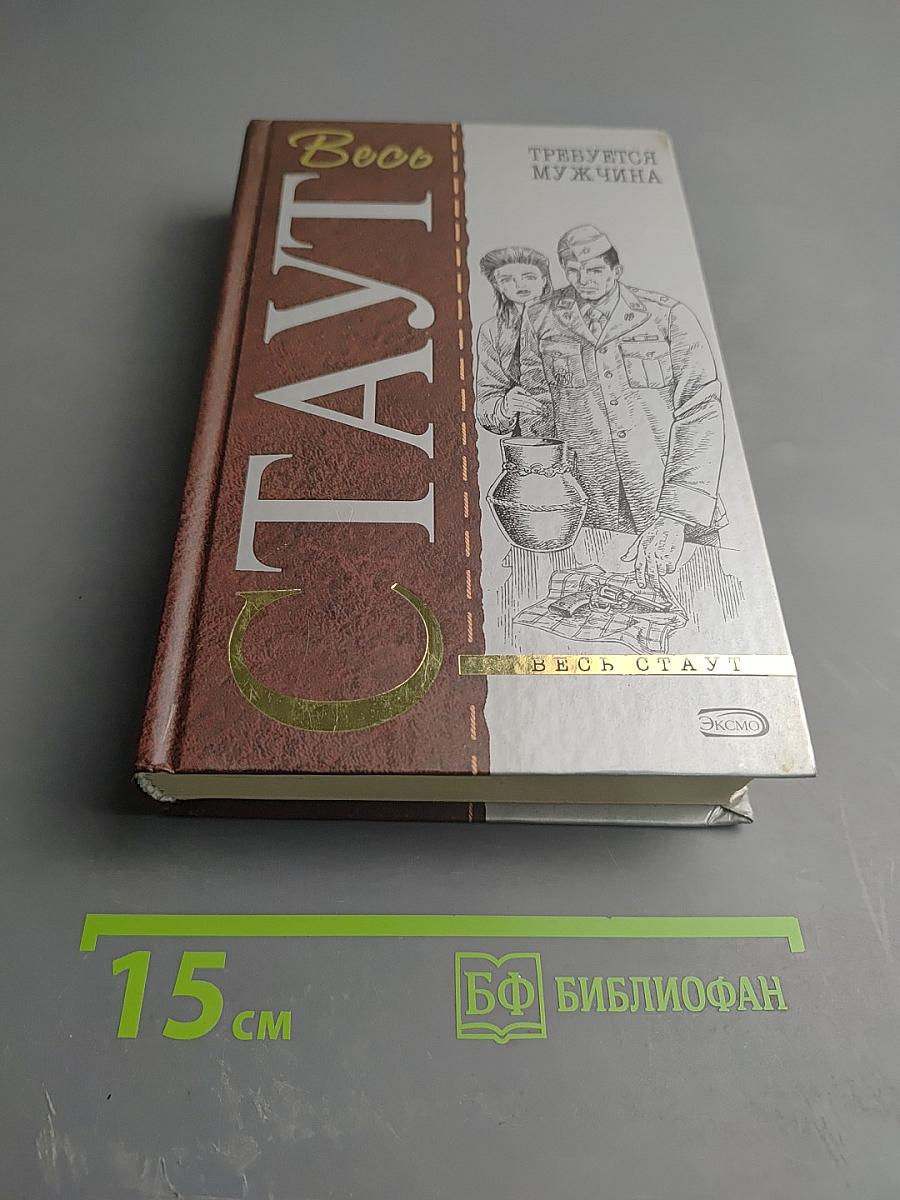 Весь
СТАУТ
ТРЕБУЕТСЯ
МУЖЧИНА
ВЕСЬ СТАУТ
ЭКСМО
15 см
БФ БИБЛИОФАН